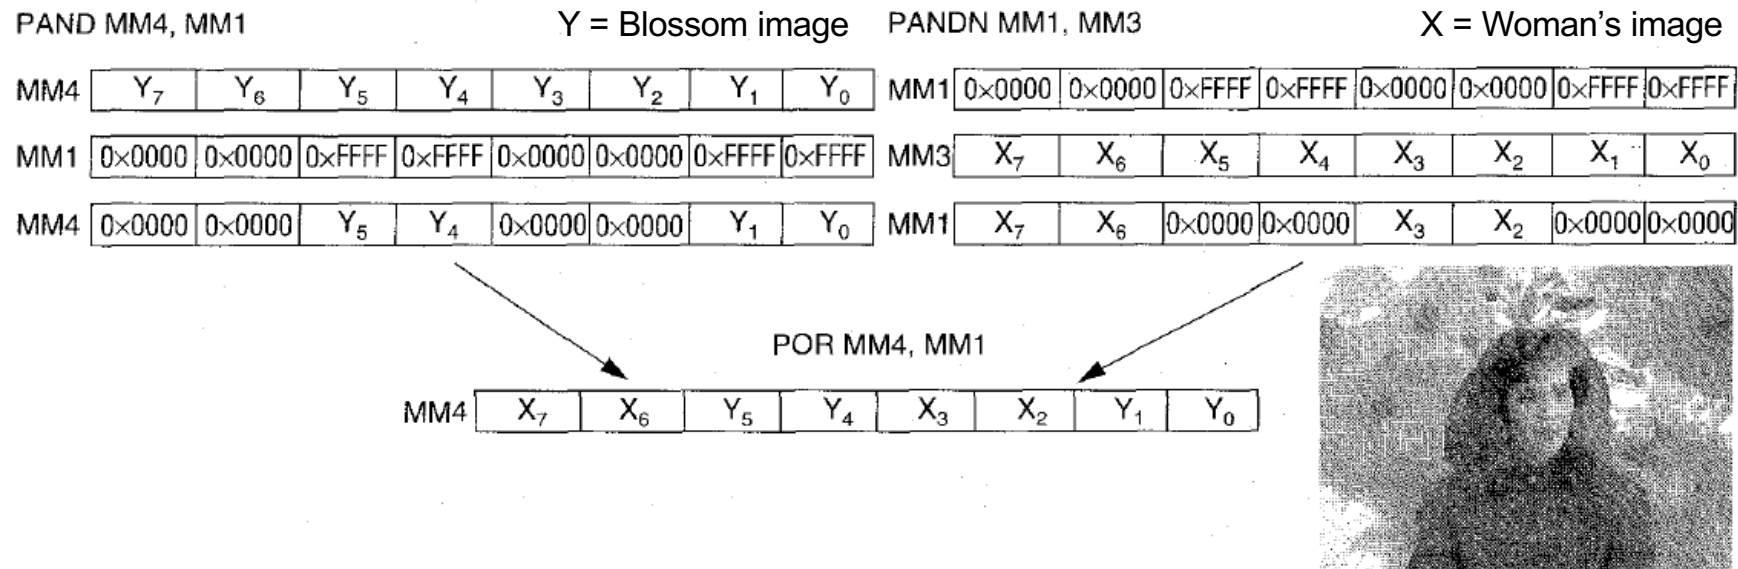 PAND MM4, MM1 Y = Blossom image PANDN MM1, MM3 X = Woman's image
MM4 Y₇ Y₆ Y₅ Y₄ Y₃ Y₂ Y₁ Y₀ MM1 0×0000 0×0000 0×FFFF 0×FFFF 0×0000 0×0000 0×FFFF 0×FFFF
MM1 0×0000 0×0000 0×FFFF 0×FFFF 0×0000 0×0000 0×FFFF 0×FFFF MM3 X₇ X₆ X₅ X₄ X₃ X₂ X₁ X₀
MM4 0×0000 0×0000 Y₅ Y₄ 0×0000 0×0000 Y₁ Y₀ MM1 X₇ X₆ 0×0000 0×0000 X₃ X₂ 0×0000 0×0000
POR MM4, MM1
MM4 X₇ X₆ Y₅ Y₄ X₃ X₂ Y₁ Y₀